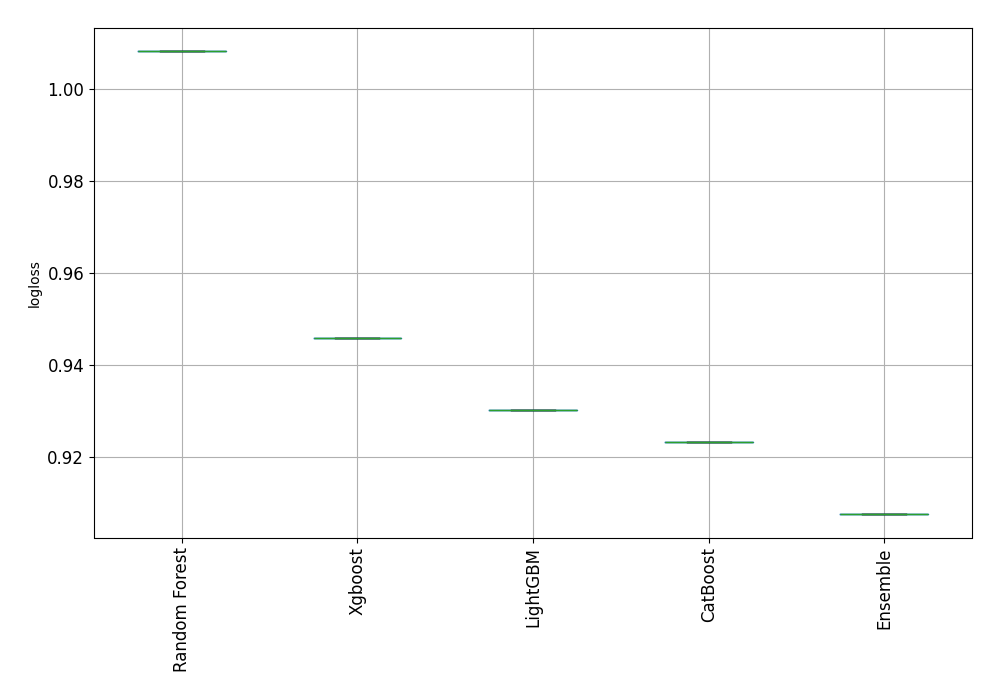 1.00
0.98
0.96
0.94
0.92
logloss
Random Forest
Xgboost
LightGBM
CatBoost
Ensemble